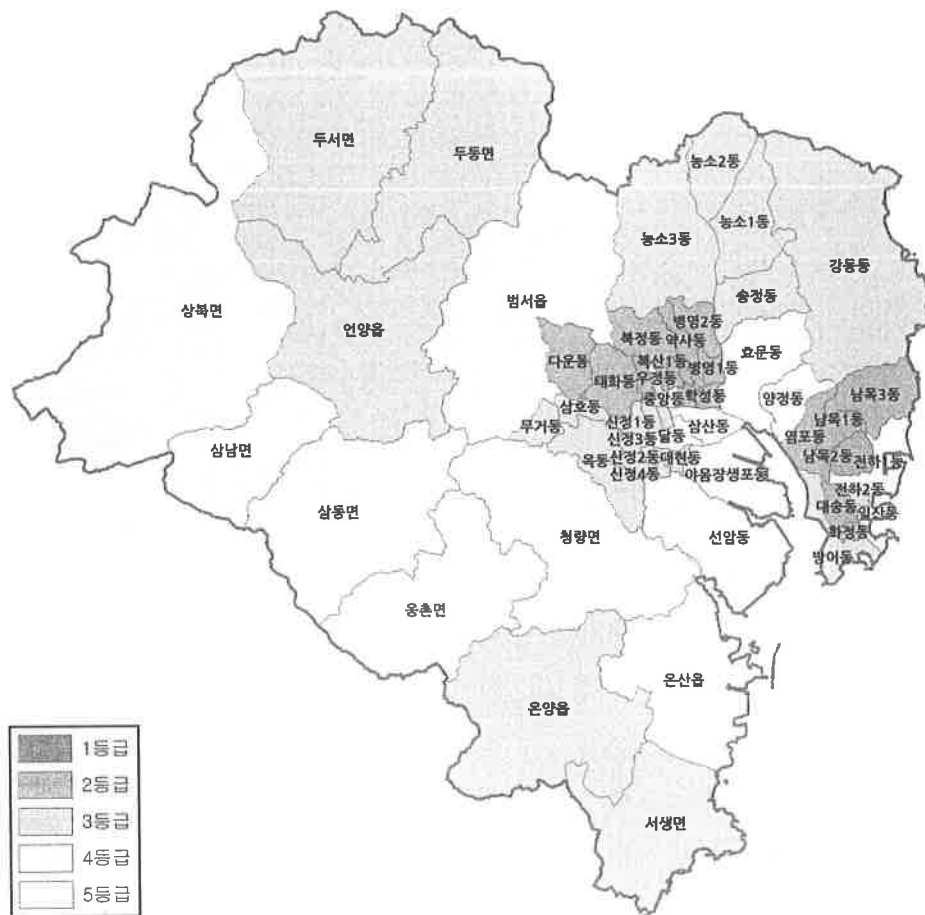 두서면
두동면
농소2동
농소1동
농소3동
강동동
상북면
언양읍
범서읍
송정동
병영2동
북정동
약사동
효문동
다운동
복산1동
병영1동
태화동
우정동
중앙동
학성동
양정동
남목3동
남목1동
염포동
삼호동
무거동
신정1동
신정3동
달동
삼산동
남목2동
전하1동
옥동
신정2동
대현동
신정4동
야음장생포동
전하2동
대송동
일산동
화정동
방어동
삼남면
삼동면
청량면
선암동
웅촌면
온양읍
온산읍
서생면
1등급
2등급
3등급
4등급
5등급